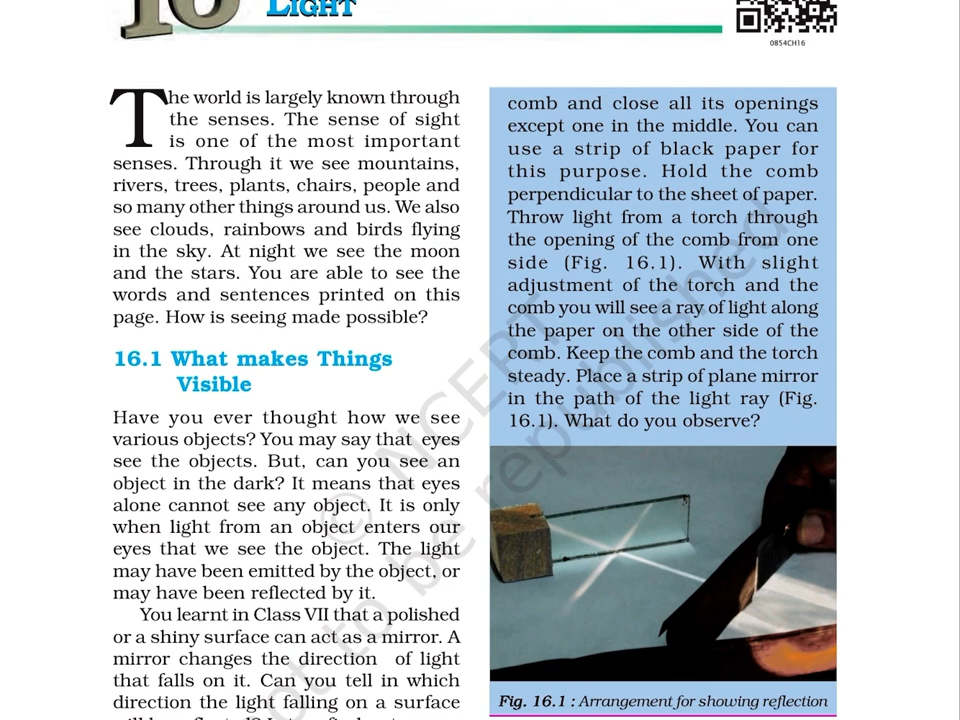 16
LIGHT
0854CH16
The world is largely known through
the senses. The sense of sight
is one of the most important
senses. Through it we see mountains,
rivers, trees, plants, chairs, people and
so many other things around us. We also
see clouds, rainbows and birds flying
in the sky. At night we see the moon
and the stars. You are able to see the
words and sentences printed on this
page. How is seeing made possible?
16.1 What makes Things
Visible
Have you ever thought how we see
various objects? You may say that eyes
see the objects. But, can you see an
object in the dark? It means that eyes
alone cannot see any object. It is only
when light from an object enters our
eyes that we see the object. The light
may have been emitted by the object, or
may have been reflected by it.
You learnt in Class VII that a polished
or a shiny surface can act as a mirror. A
mirror changes the direction of light
that falls on it. Can you tell in which
direction the light falling on a surface
comb and close all its openings
except one in the middle. You can
use a strip of black paper for
this purpose. Hold the comb
perpendicular to the sheet of paper.
Throw light from a torch through
the opening of the comb from one
side (Fig. 16.1). With slight
adjustment of the torch and the
comb you will see a ray of light along
the paper on the other side of the
comb. Keep the comb and the torch
steady. Place a strip of plane mirror
in the path of the light ray (Fig.
16.1). What do you observe?
Fig. 16.1 : Arrangement for showing reflection
© NCERT
not to be republished